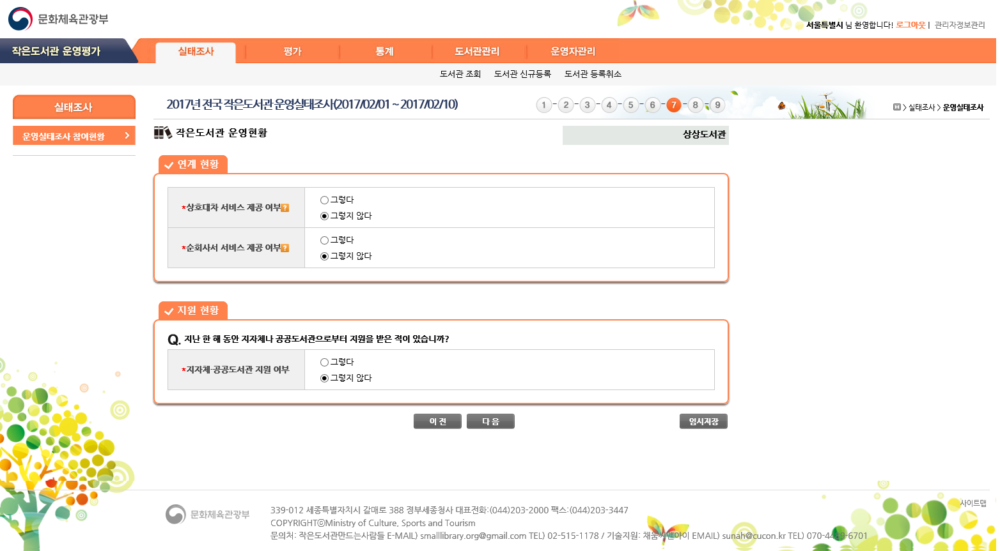 문화체육관광부
서울특별시 님 환영합니다! 로그아웃 | 관리자정보관리
작은도서관 운영평가 실태조사 평가 통계 도서관관리 운영자관리
도서관 조회 도서관 신규등록 도서관 등록취소
실태조사
운영실태조사 참여현황
2017년 전국 작은도서관 운영실태조사(2017/02/01 ~ 2017/02/10)
1 - 2 - 3 - 4 - 5 - 6 - 7 - 8 - 9
> 실태조사 > 운영실태조사
작은도서관 운영현황
상상도서관
연계 현황
*상호대차 서비스 제공 여부?
그렇다
그렇지 않다
*순회사서 서비스 제공 여부?
그렇다
그렇지 않다
지원 현황
Q. 지난 한 해 동안 지자체나 공공도서관으로부터 지원을 받은 적이 있습니까?
*지자체·공공도서관 지원 여부
그렇다
그렇지 않다
이 전 다 음 임시저장
사이트맵
문화체육관광부
339-012 세종특별자치시 갈매로 388 정부세종청사 대표전화:(044)203-2000 팩스:(044)203-3447
COPYRIGHTⓒMinistry of Culture, Sports and Tourism
문의처: 작은도서관만드는사람들 E-MAIL) smalllibrary.org@gmail.com TEL) 02-515-1178 / 기술지원: 채움씨앤아이 EMAIL) sunah@cucon.kr TEL) 070-4489-6701